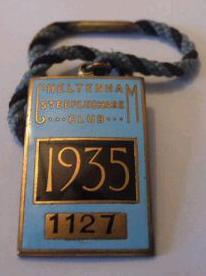 CHELTENHAM
STEEPLECHASE
C...CLUB...
1935
1127